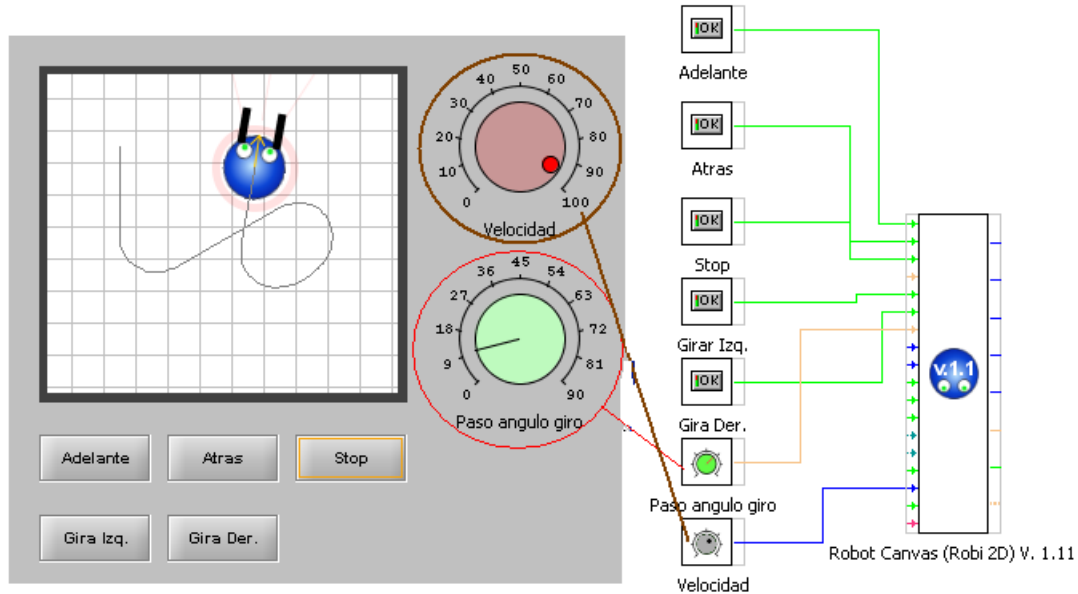 50
40
60
30
70
20
80
10
90
0
100
Velocidad
45
36
54
27
63
18
72
9
81
0
90
Paso angulo giro
Adelante
Atras
Stop
Gira Izq.
Gira Der.
OK
Adelante
OK
Atras
OK
Stop
OK
Girar Izq.
OK
Gira Der.
Paso angulo giro
Velocidad
v.1.1
Robot Canvas (Robi 2D) V. 1.11